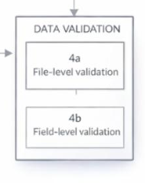 DATA VALIDATION
4a
File-level validation
4b
Field-level validation